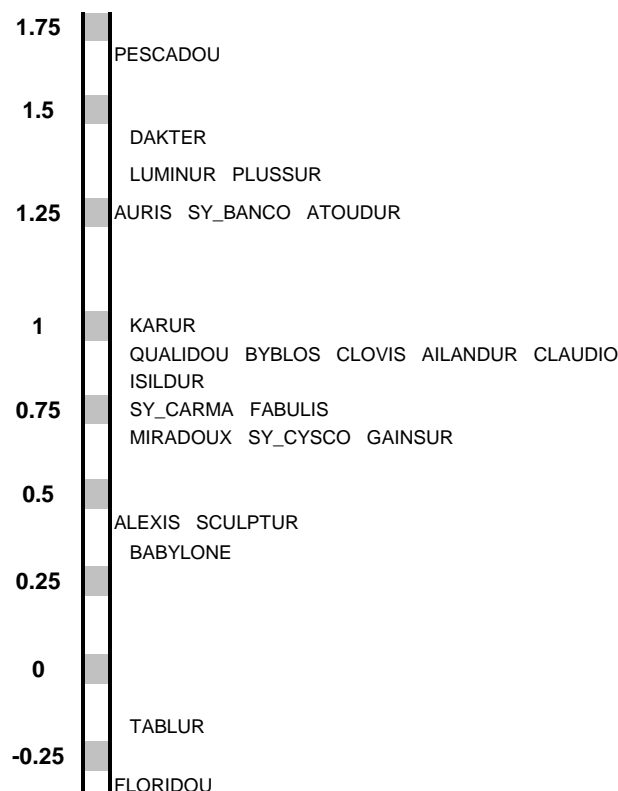 1.75
PESCADOU
1.5
DAKTER
LUMINUR PLUSSUR
1.25 AURIS SY_BANCO ATOUDUR
1 KARUR
QUALIDOU BYBLOS CLOVIS AILANDUR CLAUDIO
ISILDUR
0.75 SY_CARMA FABULIS
MIRADOUX SY_CYSCO GAINSUR
0.5
ALEXIS SCULPTUR
BABYLONE
0.25
0
TABLUR
-0.25
FLORIDOU